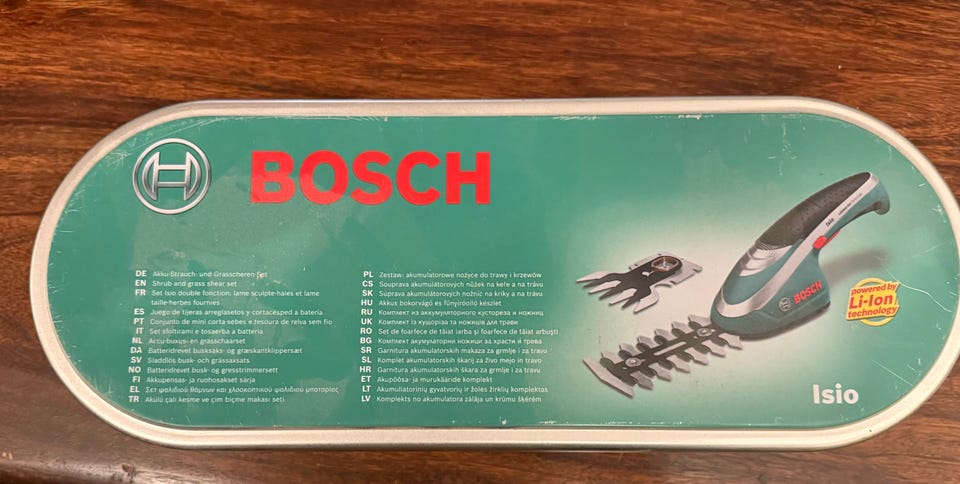 BOSCH
DE Akku-Strauch- und Grasscheren-Set
EN Shrub and grass shear set
FR Set Isio double fonction: lame sculpte-haies et lame
taille-herbes fournies
ES Juego de tijeras arreglasetos y cortacésped a batería
PT Conjunto de mini corta-sebes e tesoura de relva sem fio
IT Set sfoltirami e tosaerba a batteria
NL Accu-buxus- en grasschaarset
DA Batteridrevet busksaks- og græskantklippersæt
SV Sladdlös busk- och grassaxsats
NO Batteridrevet busk- og gresstrimmersett
FI Akkupensas- ja ruohosakset sarja
EL Σετ ψαλιδιού θάμνων και χλοοκοπτικού ψαλιδιού μπαταρίας
TR Akülü çalı kesme ve çim biçme makası seti
PL Zestaw: akumulatorowe nożyce do trawy i krzewów
CS Souprava akumulátorových nůžek na keře a na trávu
SK Súprava akumulátorových nožníc na kríky a na trávu
HU Akkus bokorvágó és fűnyíróolló készlet
RU Комплект из аккумуляторного кустореза и ножниц
UK Комплект із кущоріза та ножиців для трави
RO Set de foarfece de tăiat iarba şi foarfece de tăiat arbuşti
BG Комплект акумулаторни ножици за храсти и трева
SR Garnitura akumulatorskih makaza za grmlje i za travu
SL Komplet akumulatorskih škarij za živo mejo in travo
HR Garnitura akumulatorskih škara za grmlje i za travu
ET Akupõõsa- ja murukääride komplekt
LT Akumuliatorinių gyvatvorių ir žolės žirklių komplektas
LV Komplekts no akumulatora zālāja un krūmu šķērēm
Isio
BOSCH
powered by
Li-Ion
technology
Isio